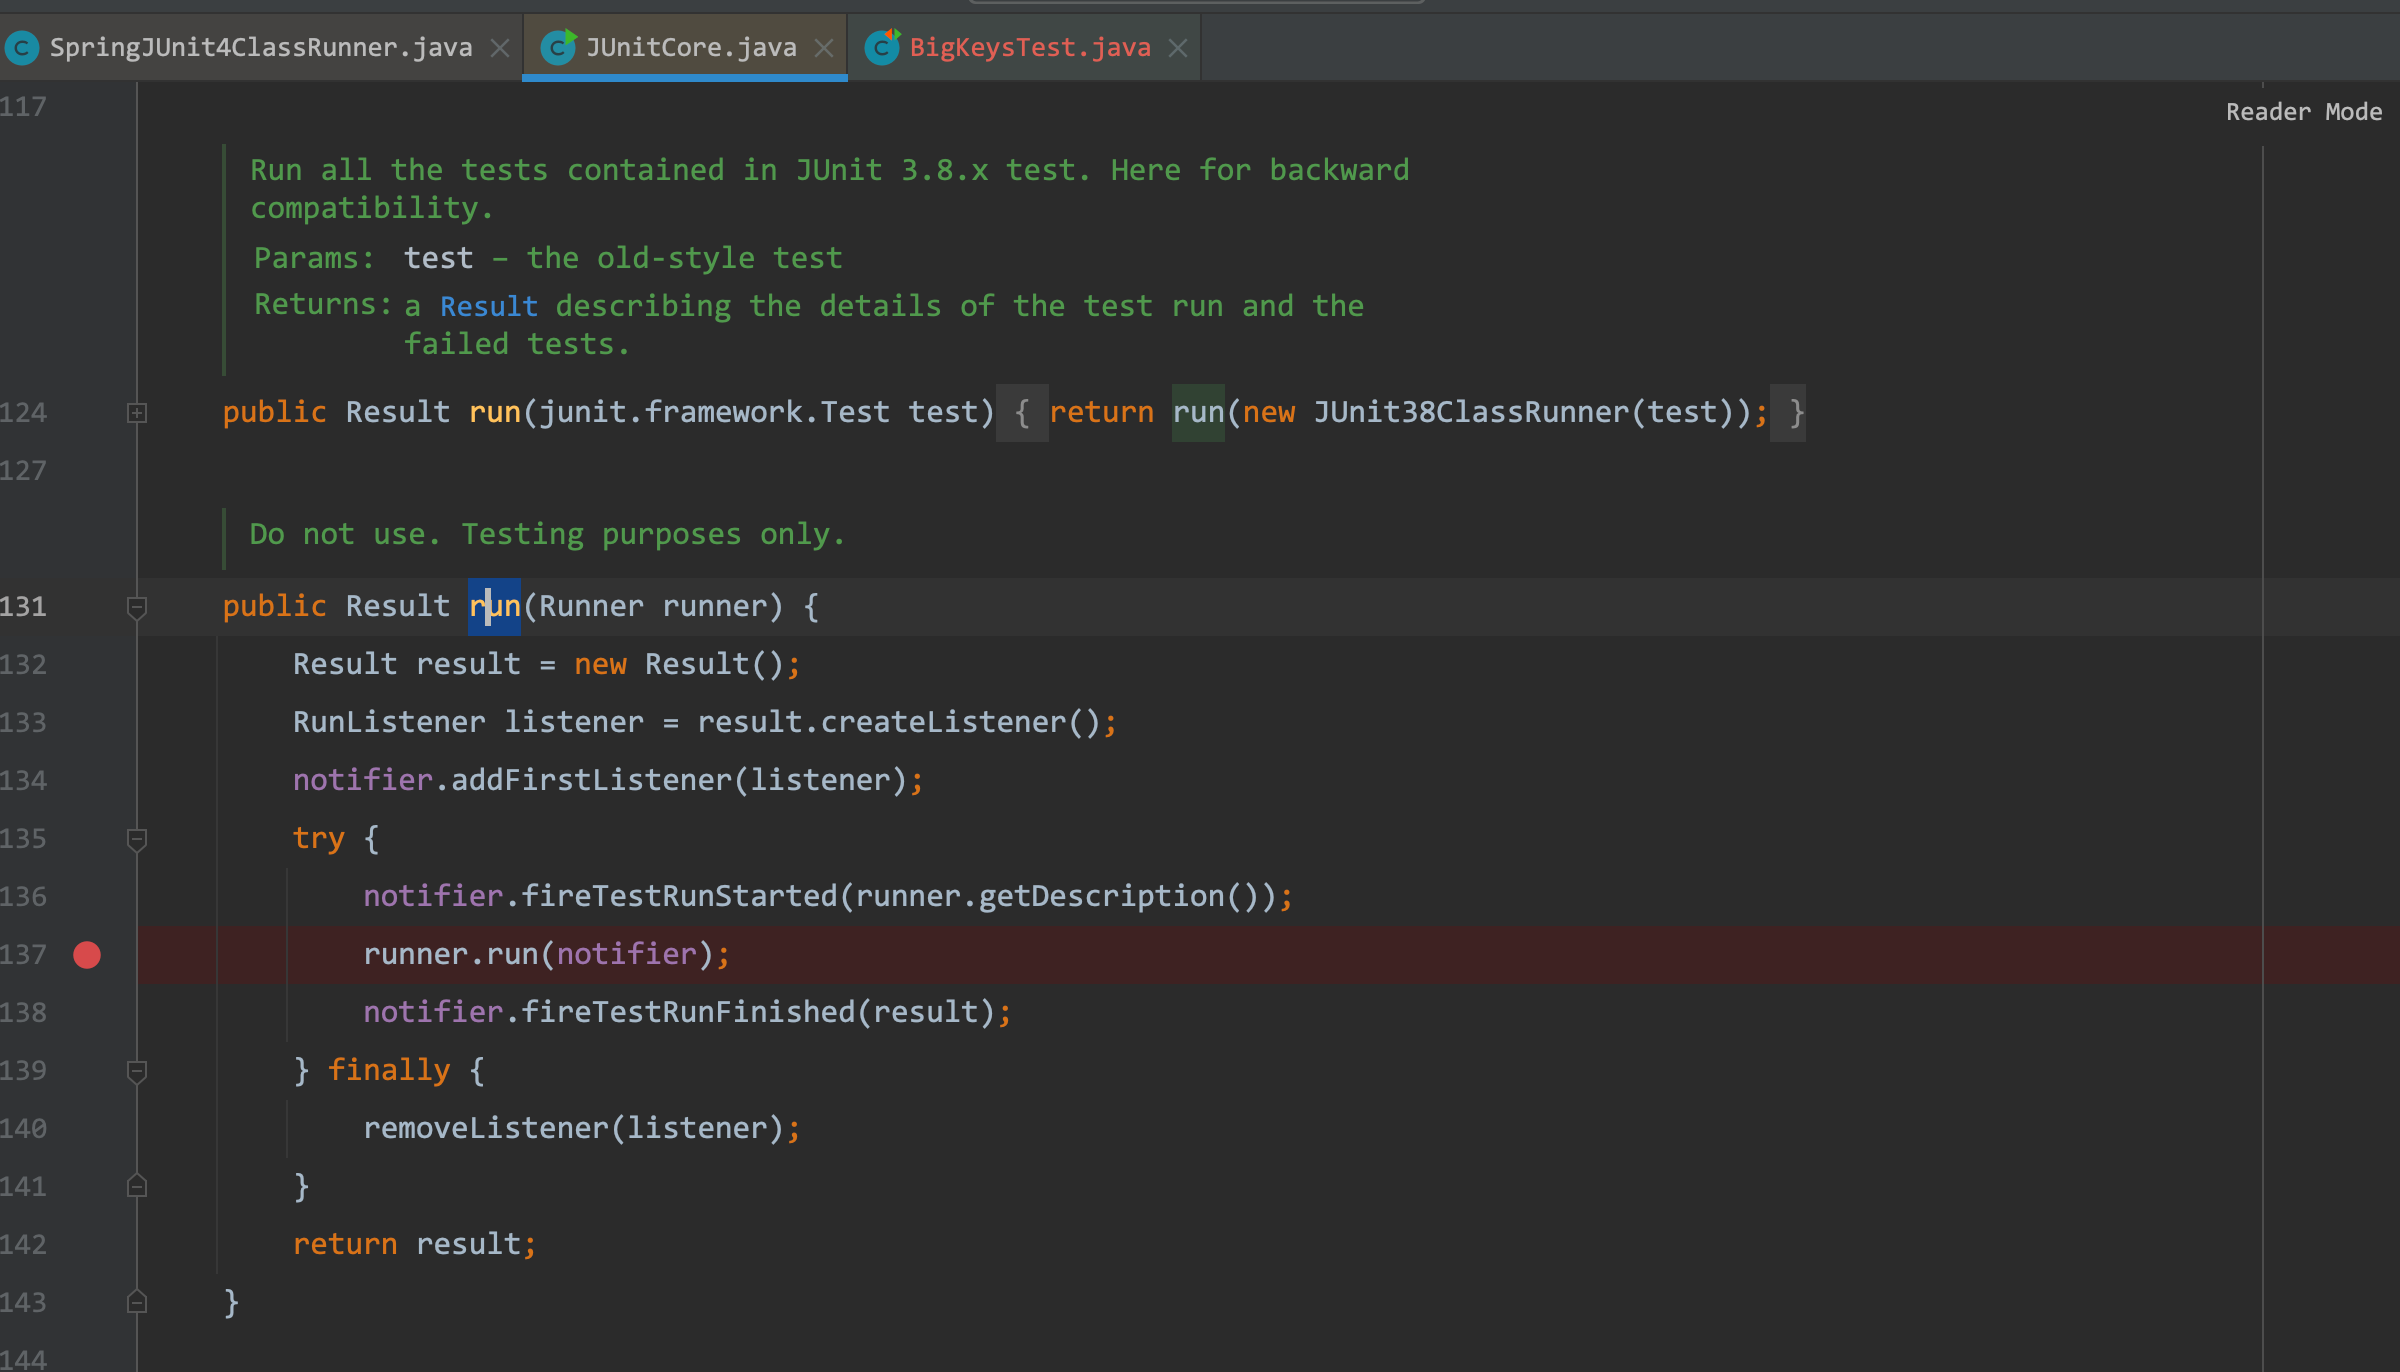 SpringJUnit4ClassRunner.java JUnitCore.java BigKeysTest.java
117
Reader Mode
Run all the tests contained in JUnit 3.8.x test. Here for backward
compatibility.
Params: test – the old-style test
Returns: a Result describing the details of the test run and the
failed tests.
124 public Result run(junit.framework.Test test) { return run(new JUnit38ClassRunner(test)); }
127
Do not use. Testing purposes only.
131 public Result run(Runner runner) {
132 Result result = new Result();
133 RunListener listener = result.createListener();
134 notifier.addFirstListener(listener);
135 try {
136 notifier.fireTestRunStarted(runner.getDescription());
137 runner.run(notifier);
138 notifier.fireTestRunFinished(result);
139 } finally {
140 removeListener(listener);
141 }
142 return result;
143 }
144